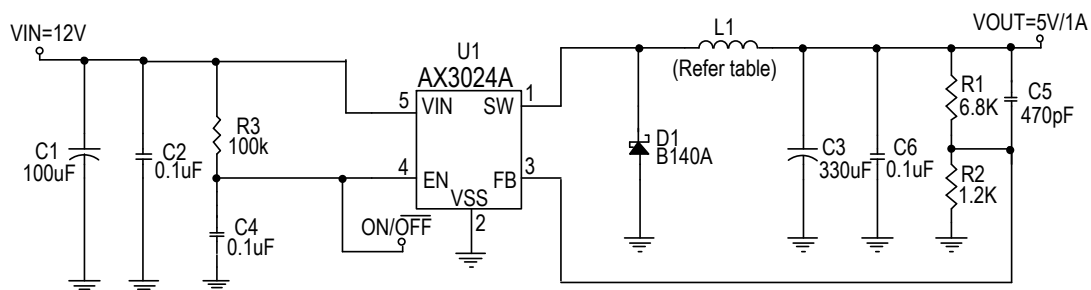 VIN=12V
VOUT=5V/1A
L1
(Refer table)
U1
AX3024A
5
VIN
SW
1
4
EN
FB
3
VSS
2
C1
100uF
C2
0.1uF
R3
100k
C4
0.1uF
ON/OFF
D1
B140A
C3
330uF
C6
0.1uF
R1
6.8K
C5
470pF
R2
1.2K